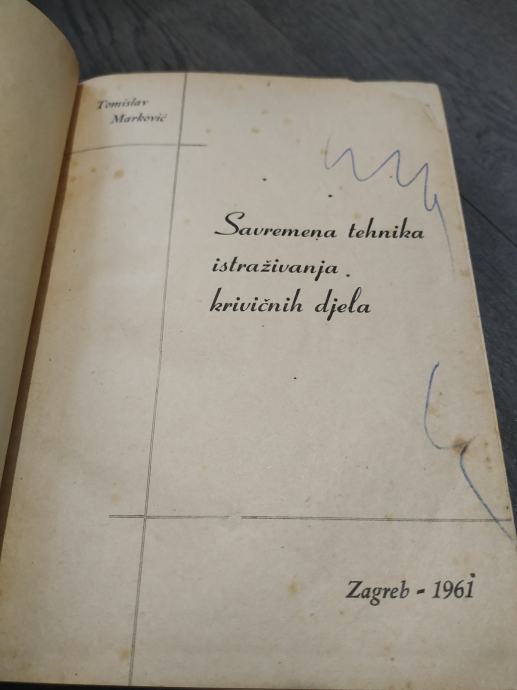 Tomislav
Marković
Savremena tehnika
istraživanja
krivičnih djela
Zagreb - 1961